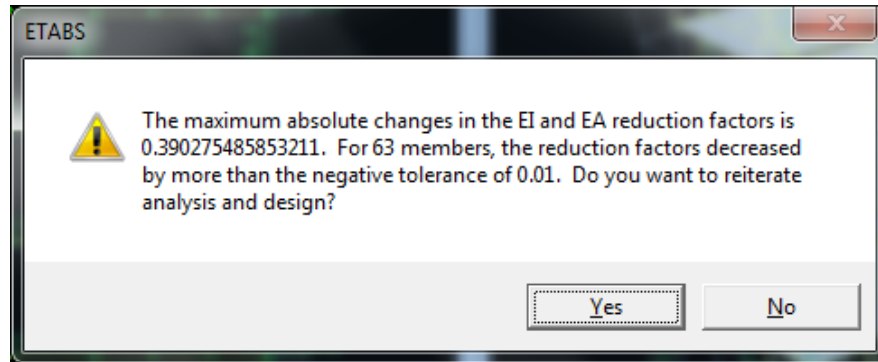 ETABS
The maximum absolute changes in the EI and EA reduction factors is
0.390275485853211.  For 63 members, the reduction factors decreased
by more than the negative tolerance of 0.01.  Do you want to reiterate
analysis and design?
Yes No